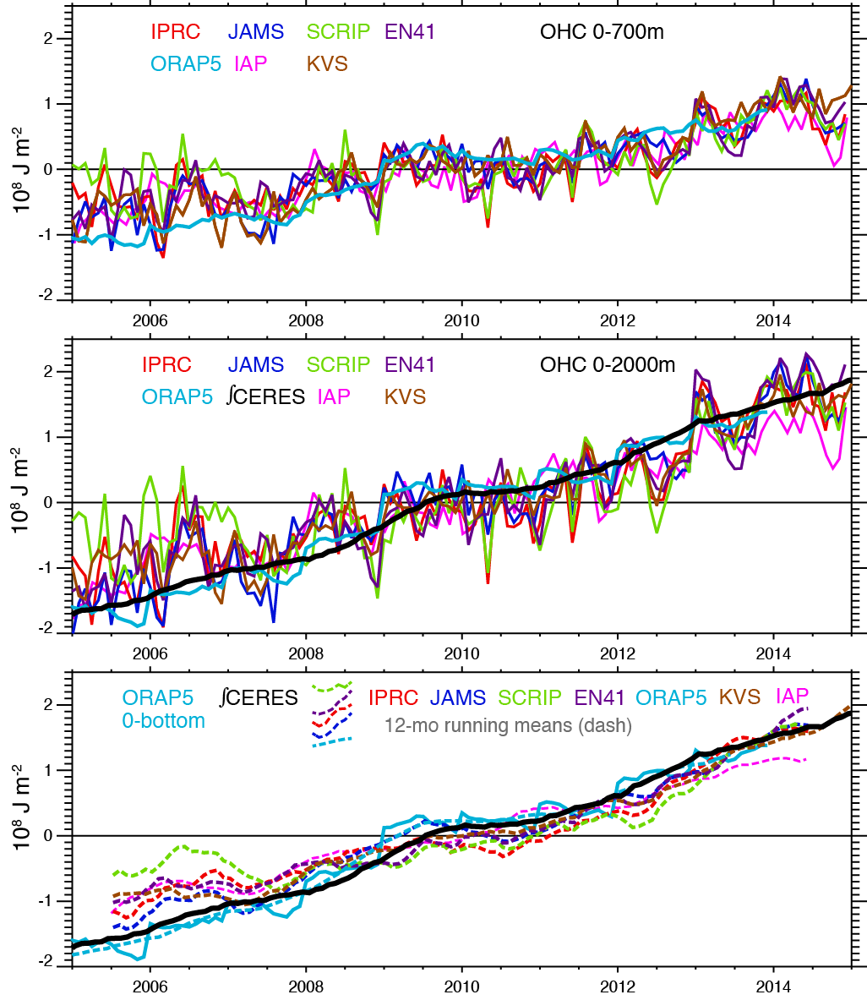 IPRC JAMS SCRIP EN41 OHC 0-700m
ORAP5 IAP KVS
2
1
0
-1
-2
10⁸ J m⁻²
2006 2008 2010 2012 2014
IPRC JAMS SCRIP EN41 OHC 0-2000m
ORAP5 ∫CERES IAP KVS
2
1
0
-1
-2
10⁸ J m⁻²
2006 2008 2010 2012 2014
ORAP5 ∫CERES IPRC JAMS SCRIP EN41 ORAP5 KVS IAP
0-bottom 12-mo running means (dash)
2
1
0
-1
-2
10⁸ J m⁻²
2006 2008 2010 2012 2014